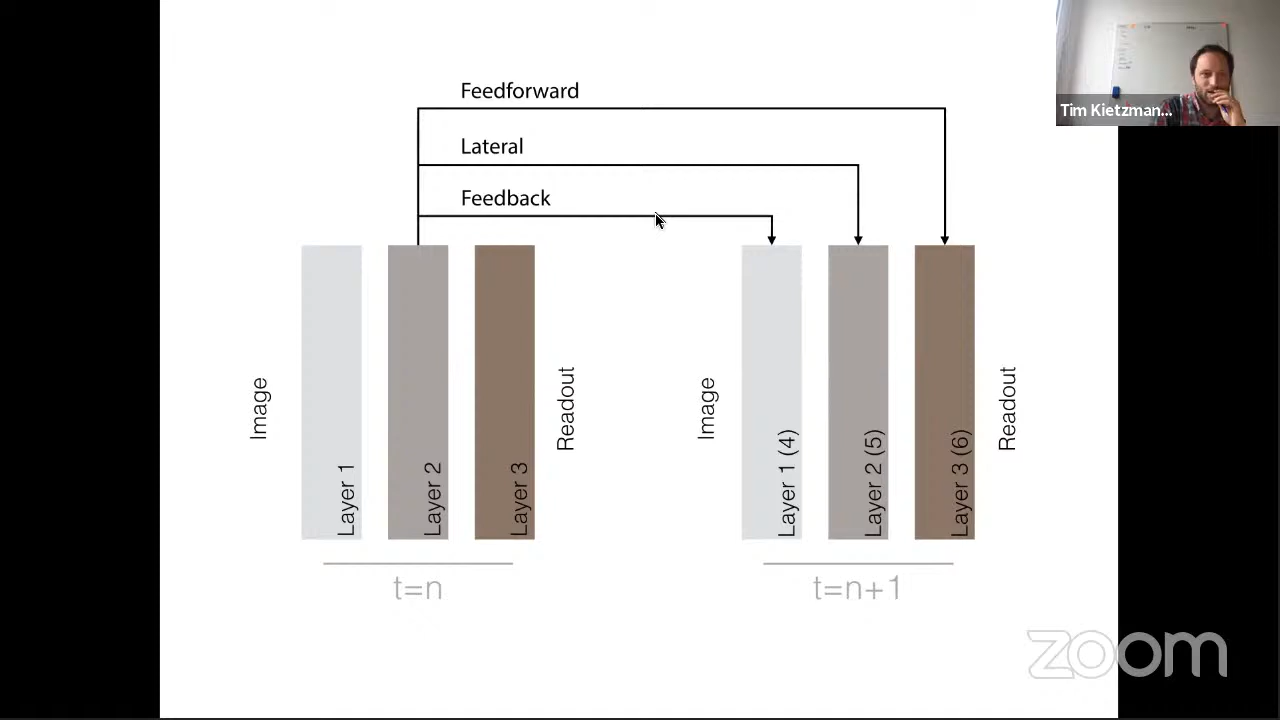 Feedforward
Lateral
Feedback
Tim Kietzman...
Image
Layer 1
Layer 2
Layer 3
Readout
Image
Layer 1 (4)
Layer 2 (5)
Layer 3 (6)
Readout
t=n
t=n+1
zoom